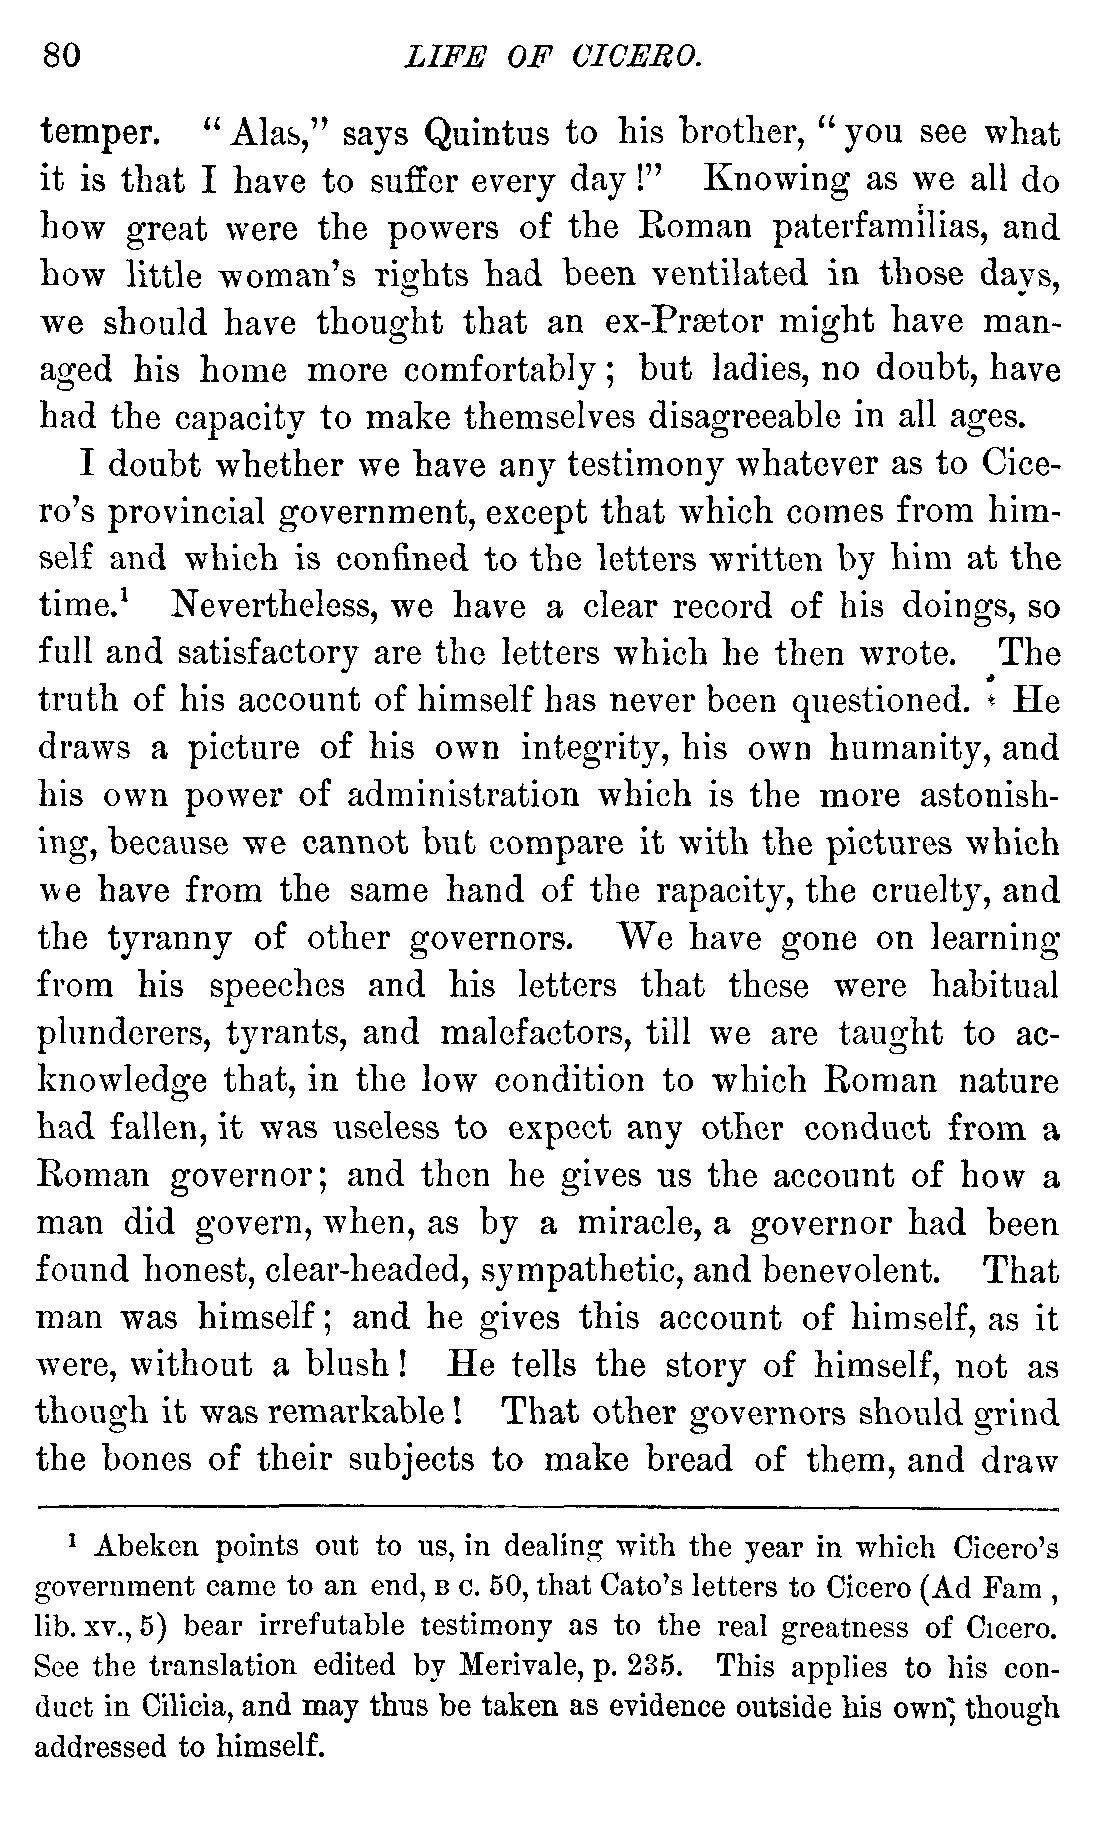 80 LIFE OF CICERO.
temper. “Alas,” says Quintus to his brother, “you see what
it is that I have to suffer every day!” Knowing as we all do
how great were the powers of the Roman paterfamilias, and
how little woman’s rights had been ventilated in those days,
we should have thought that an ex-Prætor might have man-
aged his home more comfortably; but ladies, no doubt, have
had the capacity to make themselves disagreeable in all ages.
I doubt whether we have any testimony whatever as to Cice-
ro’s provincial government, except that which comes from him-
self and which is confined to the letters written by him at the
time.¹ Nevertheless, we have a clear record of his doings, so
full and satisfactory are the letters which he then wrote. The
truth of his account of himself has never been questioned. He
draws a picture of his own integrity, his own humanity, and
his own power of administration which is the more astonish-
ing, because we cannot but compare it with the pictures which
we have from the same hand of the rapacity, the cruelty, and
the tyranny of other governors. We have gone on learning
from his speeches and his letters that these were habitual
plunderers, tyrants, and malefactors, till we are taught to ac-
knowledge that, in the low condition to which Roman nature
had fallen, it was useless to expect any other conduct from a
Roman governor; and then he gives us the account of how a
man did govern, when, as by a miracle, a governor had been
found honest, clear-headed, sympathetic, and benevolent. That
man was himself; and he gives this account of himself, as it
were, without a blush! He tells the story of himself, not as
though it was remarkable! That other governors should grind
the bones of their subjects to make bread of them, and draw
¹ Abeken points out to us, in dealing with the year in which Cicero’s
government came to an end, B C. 50, that Cato’s letters to Cicero (Ad Fam ,
lib. xv., 5) bear irrefutable testimony as to the real greatness of Cicero.
See the translation edited by Merivale, p. 235. This applies to his con-
duct in Cilicia, and may thus be taken as evidence outside his own, though
addressed to himself.